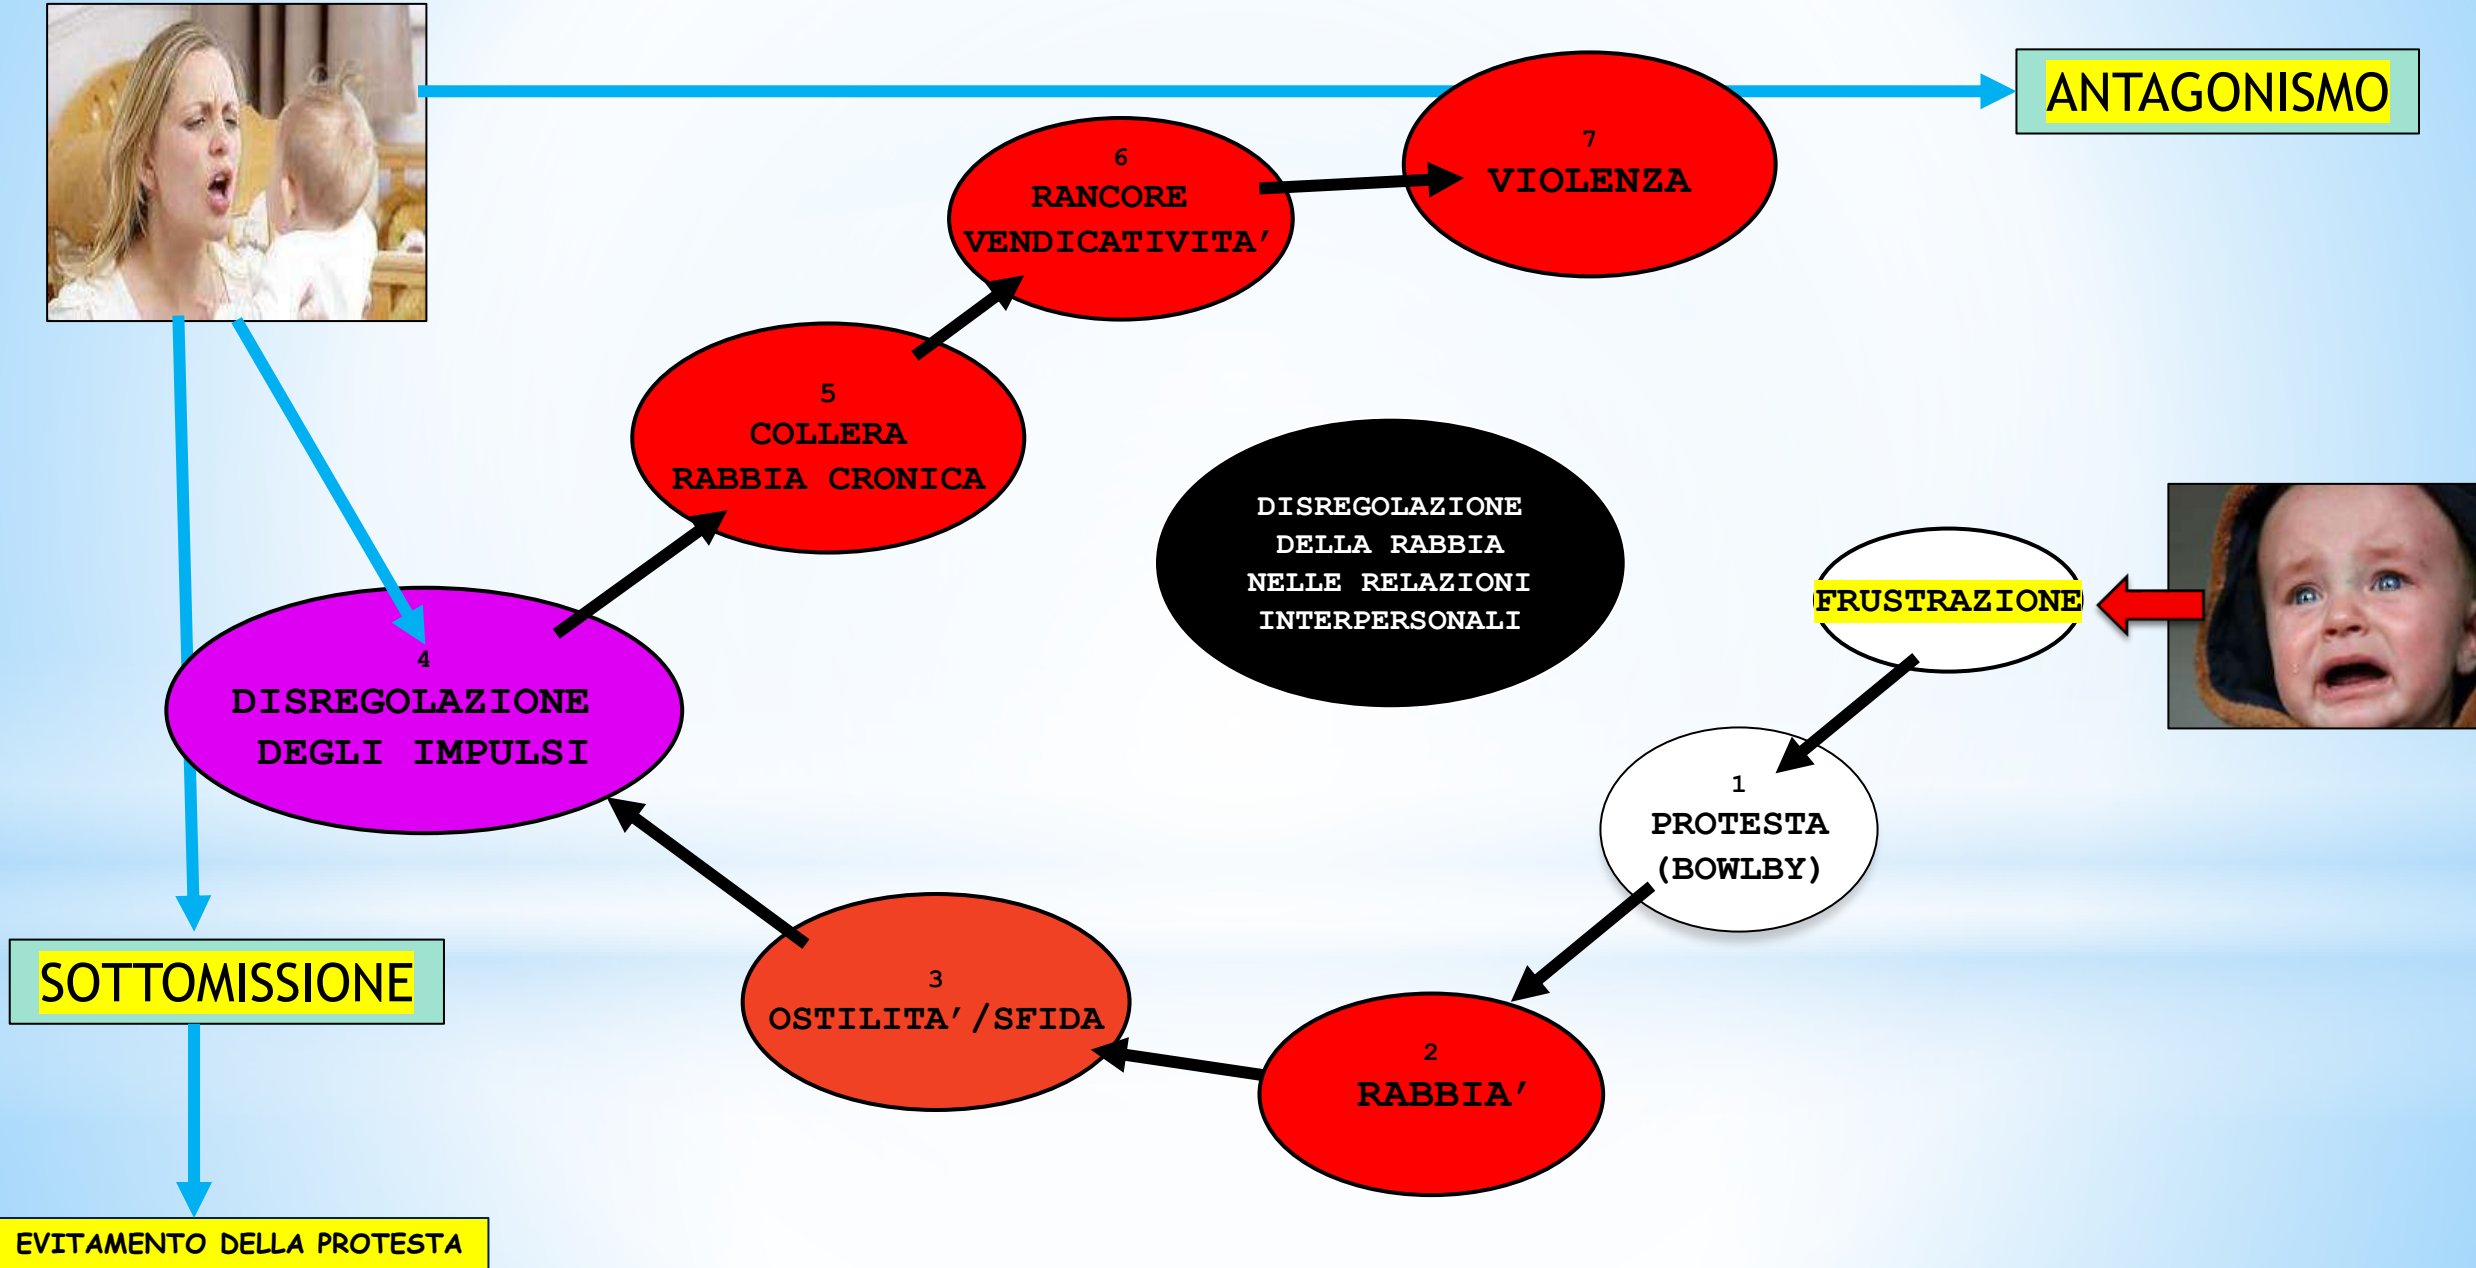 ANTAGONISMO
7
VIOLENZA
6
RANCORE
VENDICATIVITA’
5
COLLERA
RABBIA CRONICA
DISREGOLAZIONE
DELLA RABBIA
NELLE RELAZIONI
INTERPERSONALI
FRUSTRAZIONE
4
DISREGOLAZIONE
DEGLI IMPULSI
1
PROTESTA
(BOWLBY)
SOTTOMISSIONE
3
OSTILITA’/SFIDA
2
RABBIA’
EVITAMENTO DELLA PROTESTA